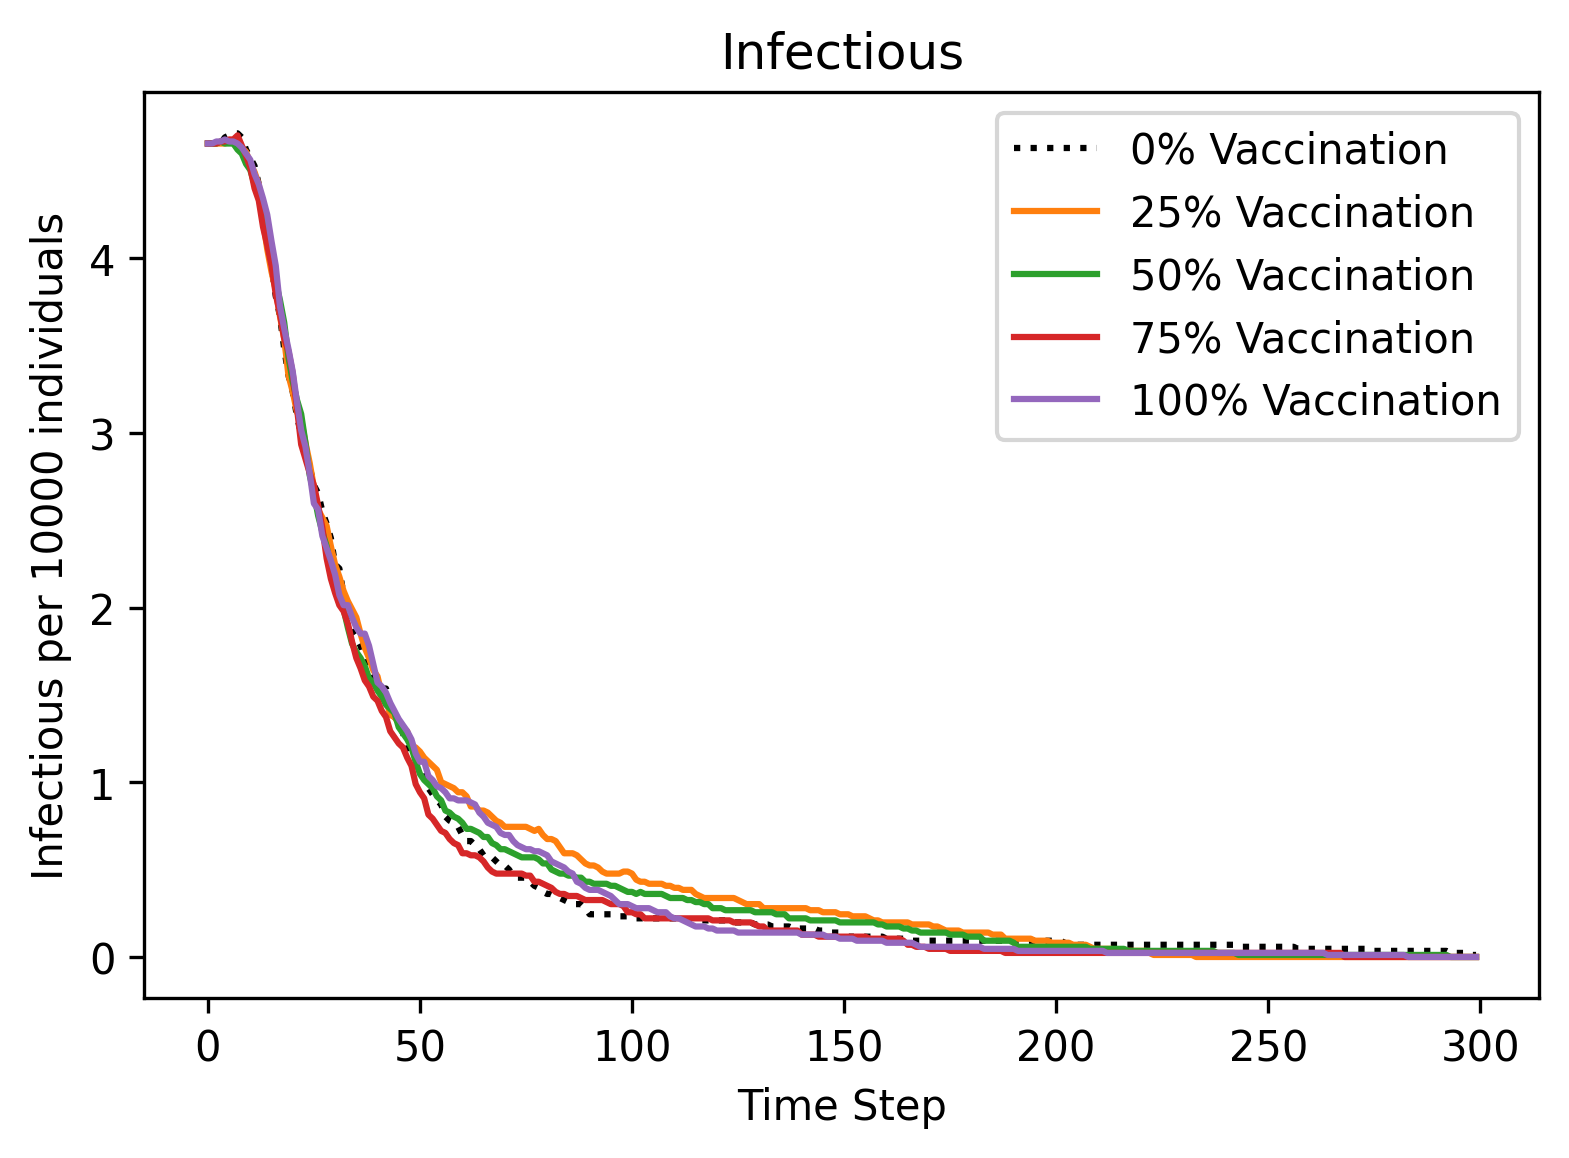 Infectious
Infectious per 10000 individuals
4
3
2
1
0
0% Vaccination
25% Vaccination
50% Vaccination
75% Vaccination
100% Vaccination
0 50 100 150 200 250 300
Time Step